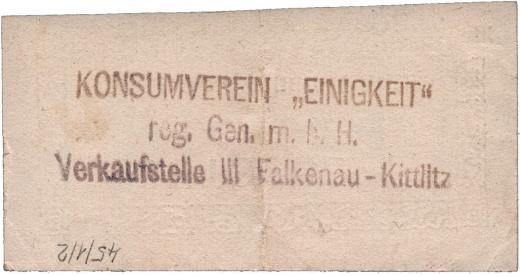 KONSUMVEREIN „EINIGKEIT“
reg. Gen. m. b. H.
Verkaufstelle III Falkenau - Kittlitz
45/1/2